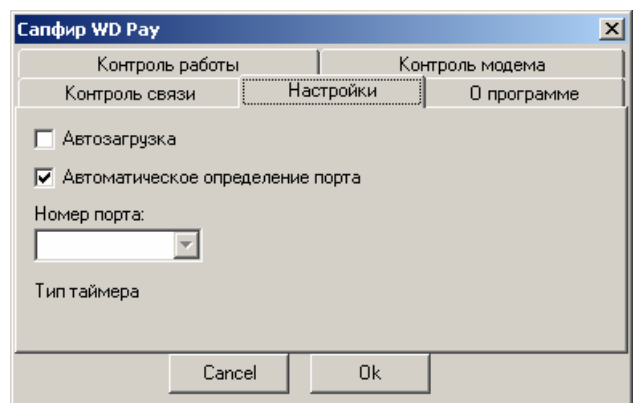 Сапфир WD Pay
Контроль работы Контроль модема
Контроль связи Настройки О программе
Автозагрузка
Автоматическое определение порта
Номер порта:
Тип таймера
Cancel Ok